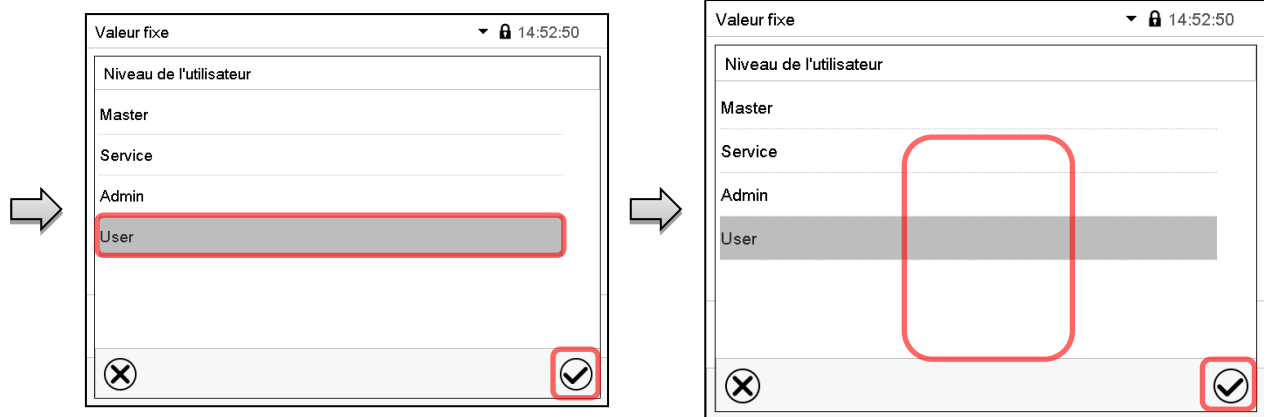 Valeur fixe 14:52:50
Niveau de l'utilisateur
Master
Service
Admin
User
Valeur fixe 14:52:50
Niveau de l'utilisateur
Master
Service
Admin
User